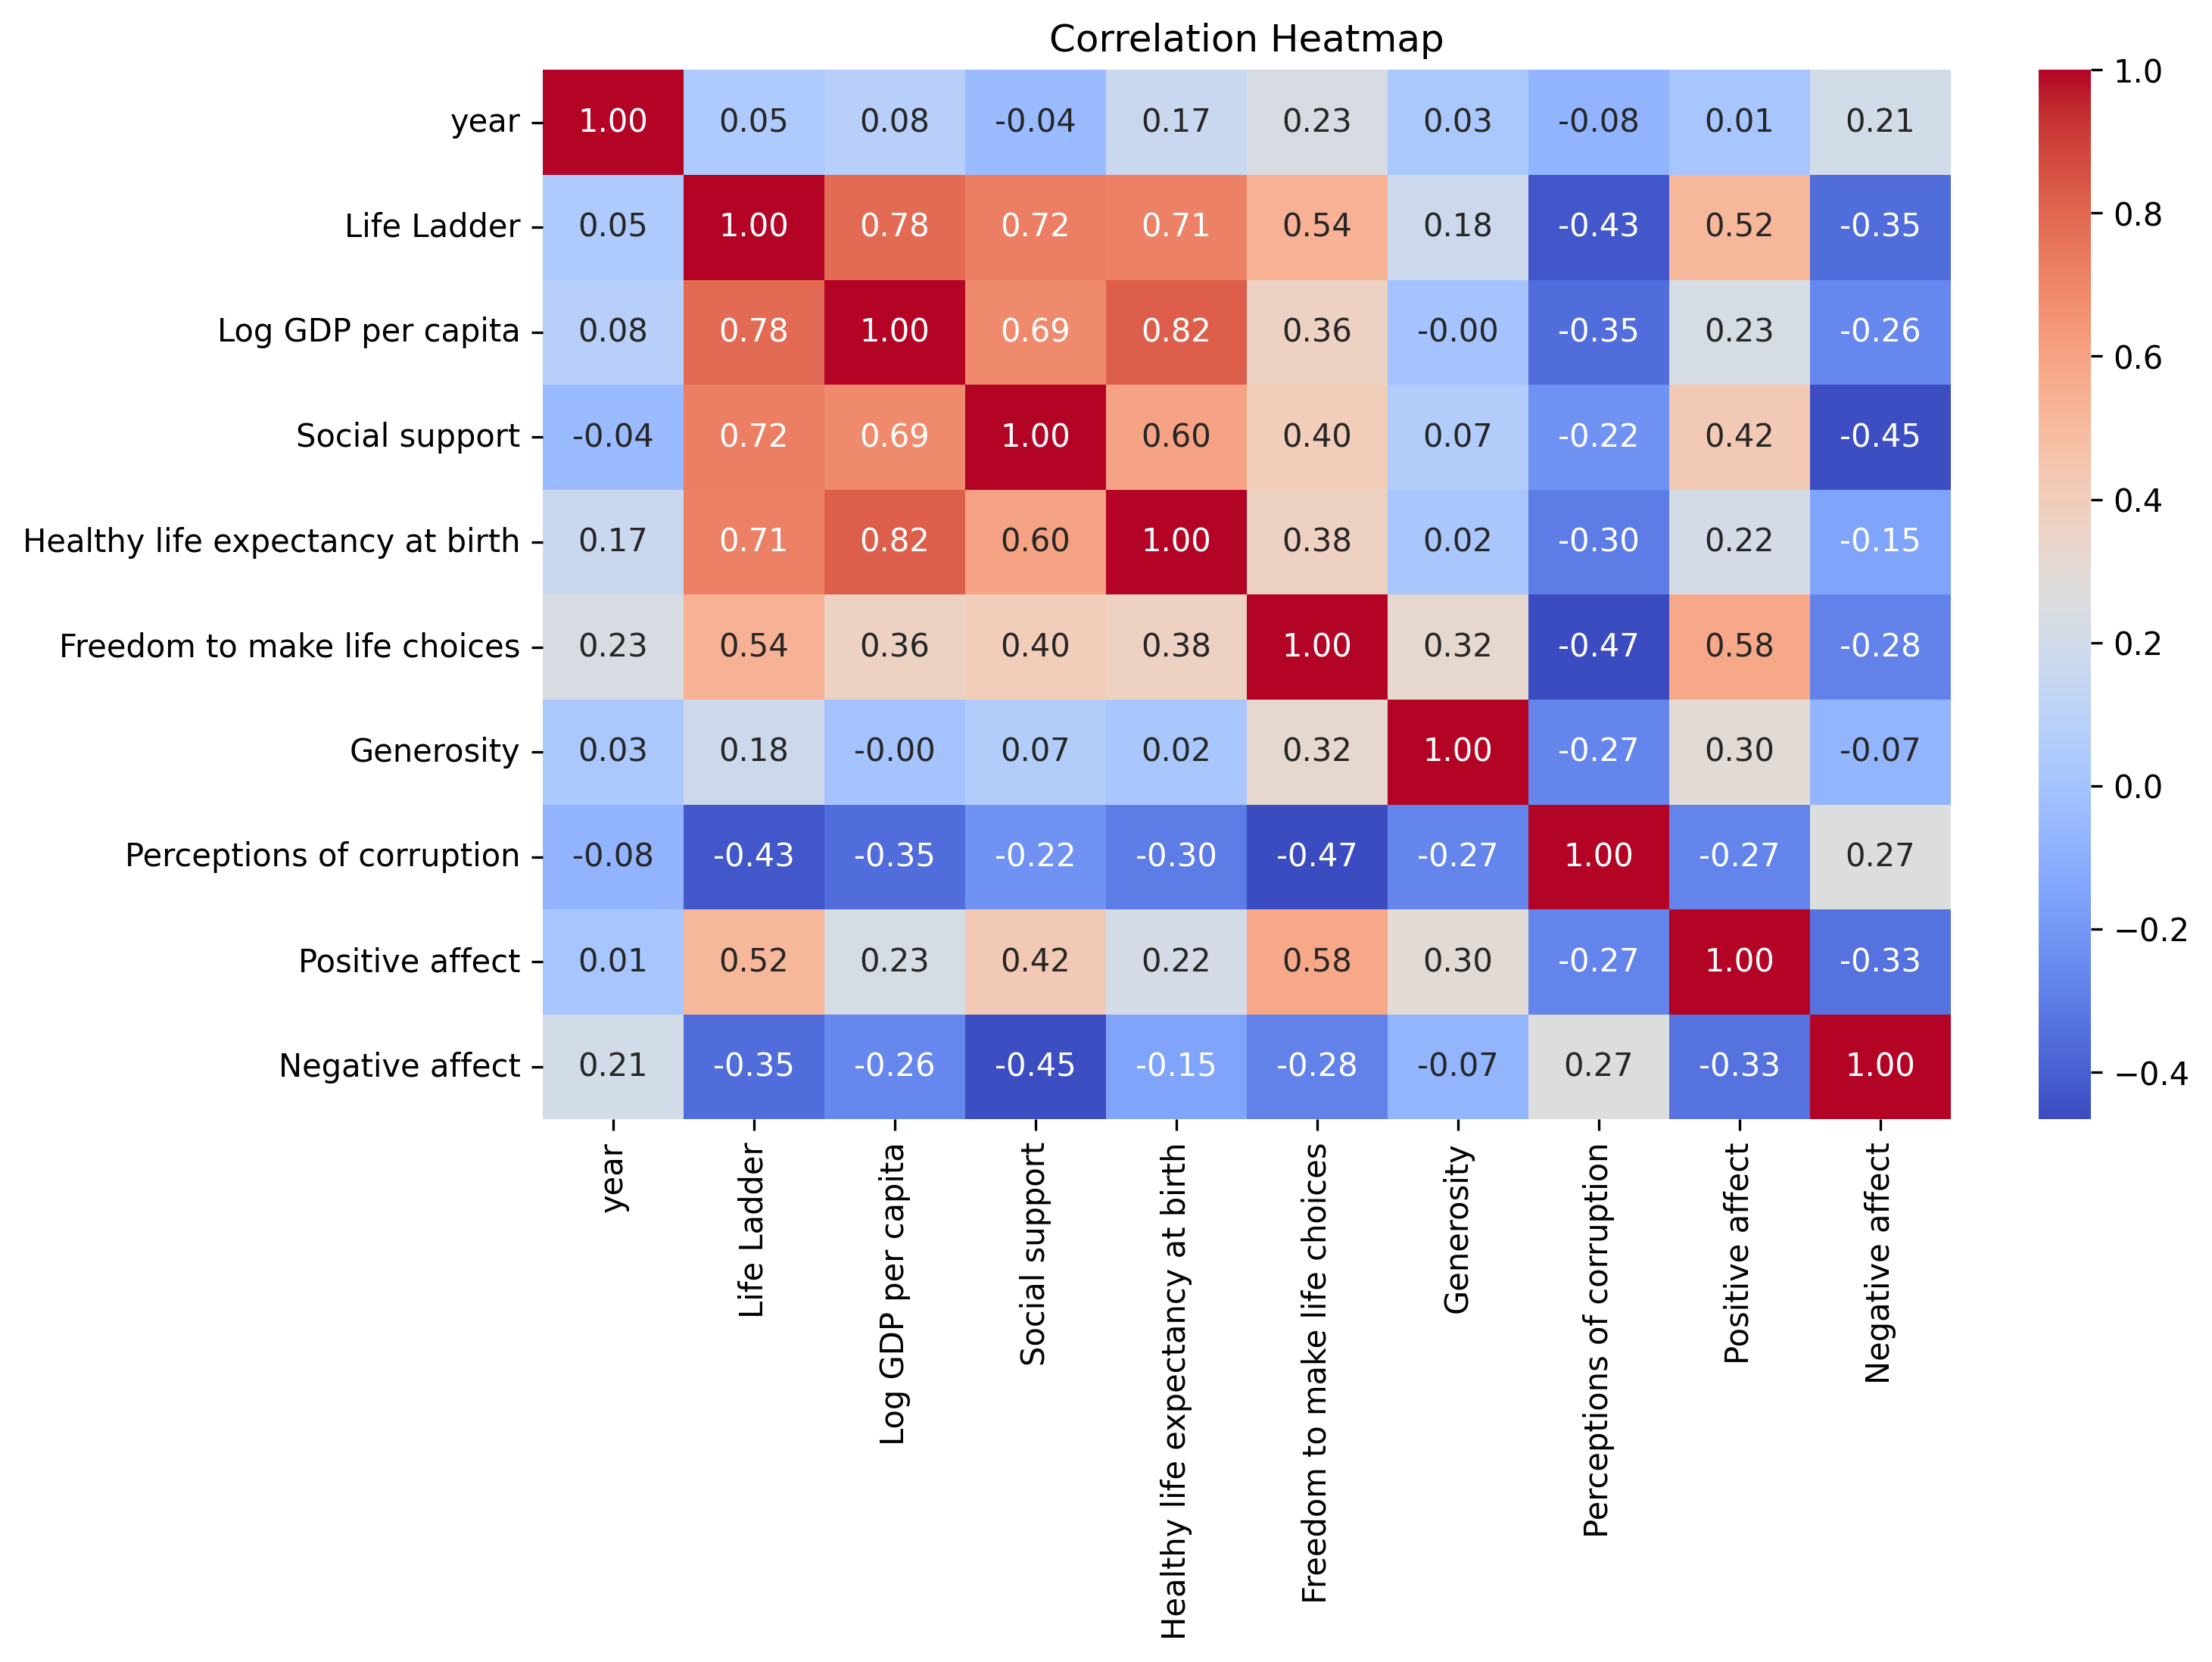 Correlation Heatmap
year 1.00 0.05 0.08 -0.04 0.17 0.23 0.03 -0.08 0.01 0.21
Life Ladder 0.05 1.00 0.78 0.72 0.71 0.54 0.18 -0.43 0.52 -0.35
Log GDP per capita 0.08 0.78 1.00 0.69 0.82 0.36 -0.00 -0.35 0.23 -0.26
Social support -0.04 0.72 0.69 1.00 0.60 0.40 0.07 -0.22 0.42 -0.45
Healthy life expectancy at birth 0.17 0.71 0.82 0.60 1.00 0.38 0.02 -0.30 0.22 -0.15
Freedom to make life choices 0.23 0.54 0.36 0.40 0.38 1.00 0.32 -0.47 0.58 -0.28
Generosity 0.03 0.18 -0.00 0.07 0.02 0.32 1.00 -0.27 0.30 -0.07
Perceptions of corruption -0.08 -0.43 -0.35 -0.22 -0.30 -0.47 -0.27 1.00 -0.27 0.27
Positive affect 0.01 0.52 0.23 0.42 0.22 0.58 0.30 -0.27 1.00 -0.33
Negative affect 0.21 -0.35 -0.26 -0.45 -0.15 -0.28 -0.07 0.27 -0.33 1.00
year
Life Ladder
Log GDP per capita
Social support
Healthy life expectancy at birth
Freedom to make life choices
Generosity
Perceptions of corruption
Positive affect
Negative affect
1.0
0.8
0.6
0.4
0.2
0.0
−0.2
−0.4